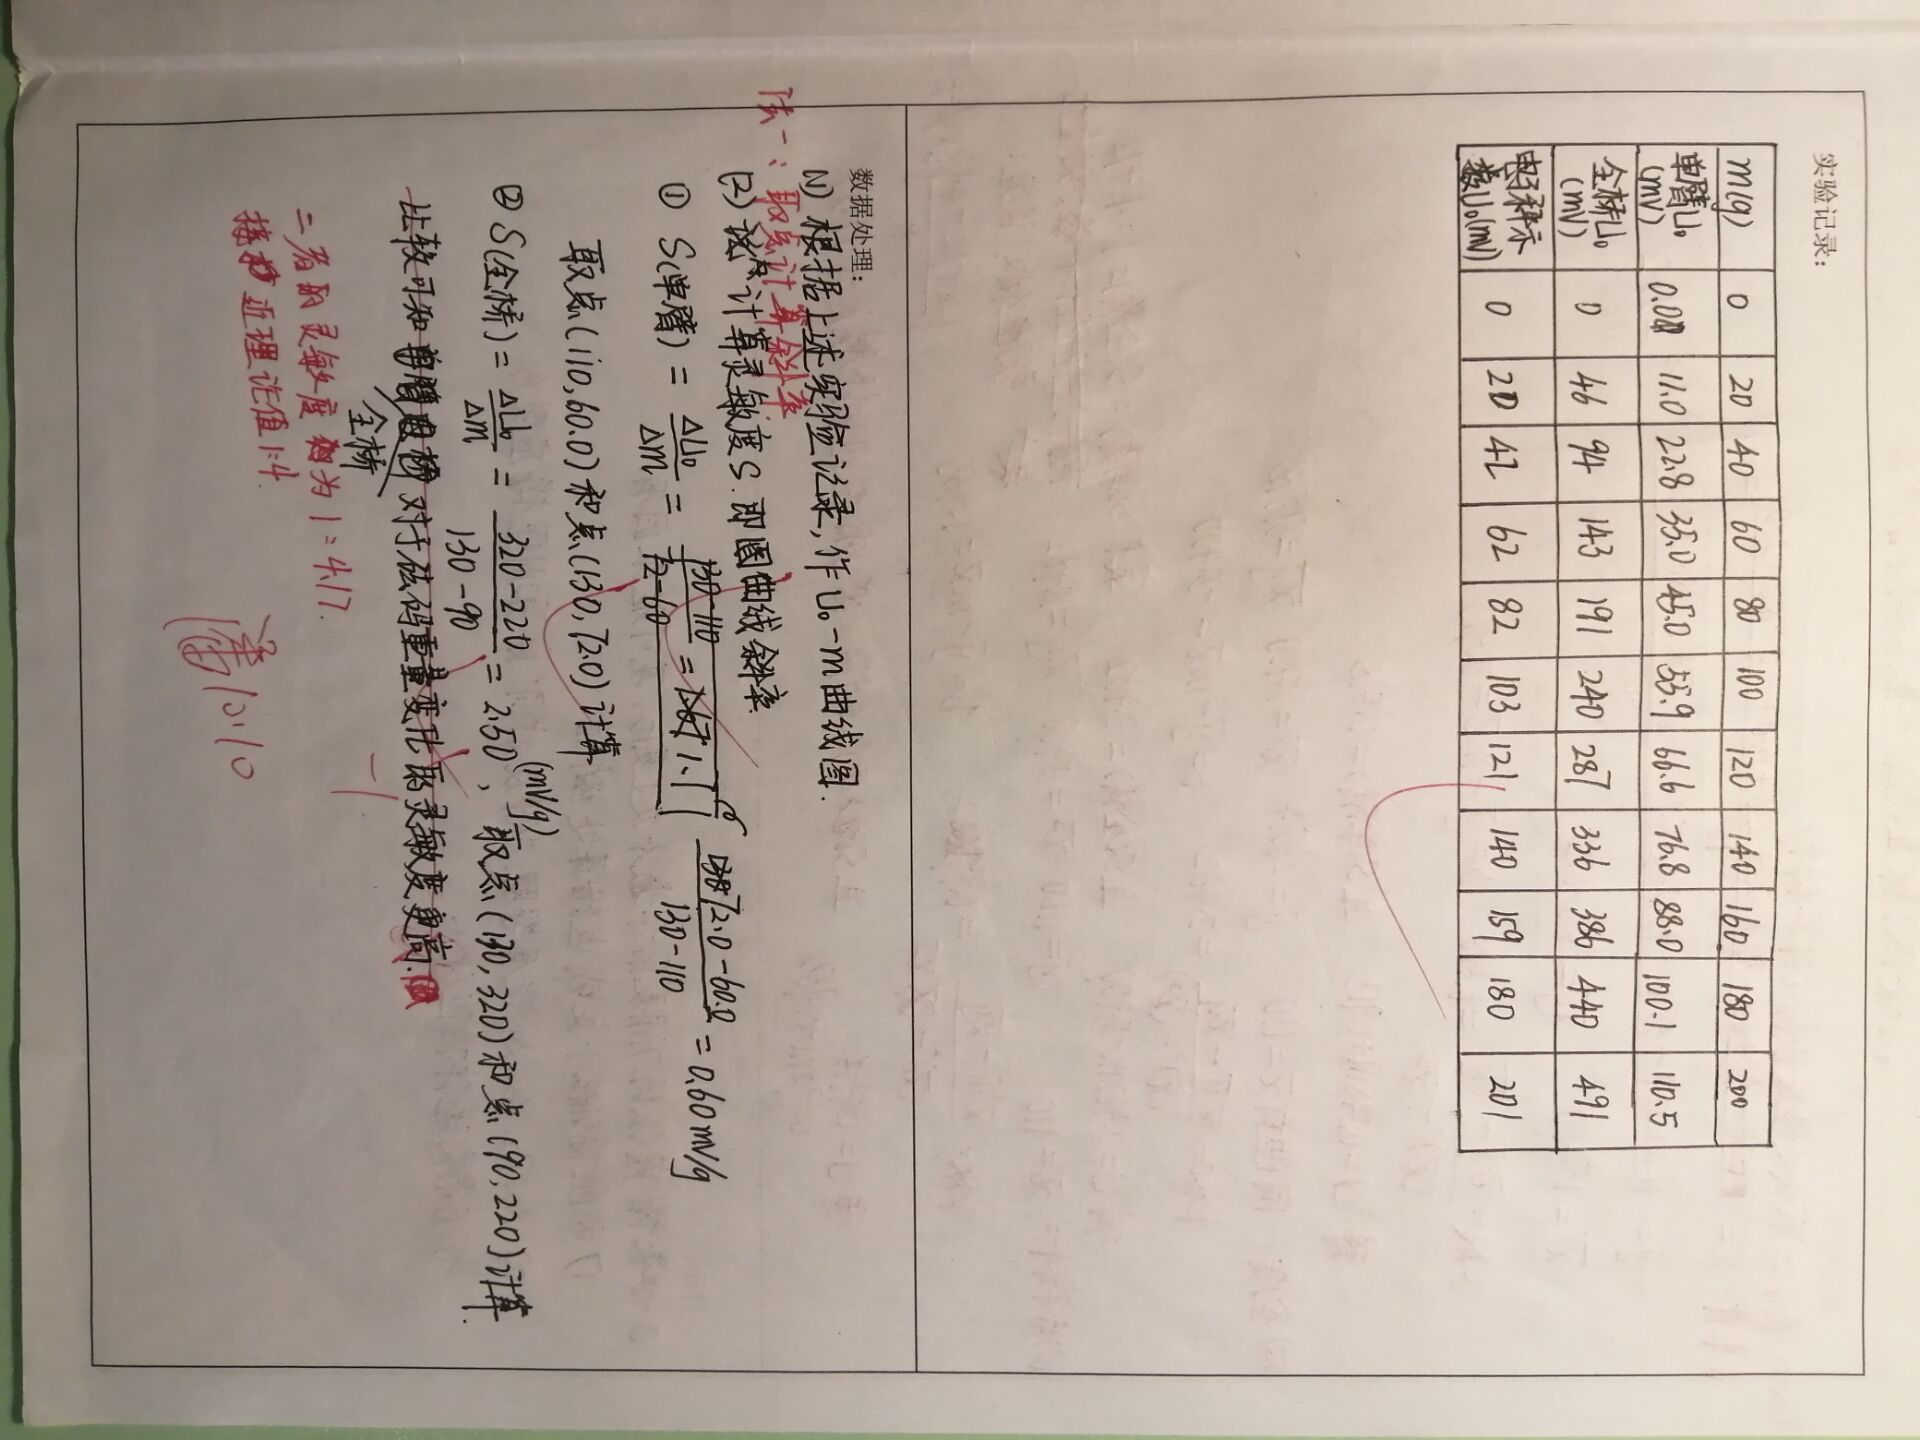 实验记录：
m(g) 0 20 40 60 80 100 120 140 160 180 200
单臂U₀(mV) 0.00 11.0 22.8 35.0 45.0 55.9 66.6 76.8 88.0 100.1 110.5
全桥U₀(mV) 0 46 94 143 191 240 287 336 386 440 491
电子秤示数U₀(mV) 0 20 42 62 82 103 121 140 159 180 201
数据处理：
(1) 根据上述实验记录，作U₀-m曲线图.
(2) 计算灵敏度S.即图曲线斜率.
法一：取点计算斜率
① S(单臂) = ΔU₀/Δm = 130-110/72-60 = 1.1 72.0-60.0/130-110 = 0.60mV/g
取点(110,60.0)和点(130,72.0)计算
② S(全桥) = ΔU₀/Δm = 320-220/130-90 = 2.50(mV/g)，取点(130,320)和点(90,220)计算.
比较可知全桥对于砝码重量变化的灵敏度更高.
二者的灵敏度为1:4.17.
接近理论值1:4.
-1
10.10